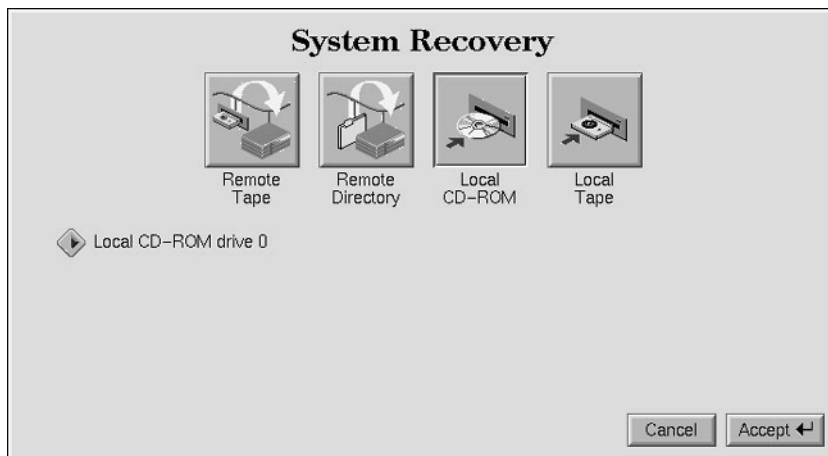 System Recovery
Remote Tape
Remote Directory
Local CD-ROM
Local Tape
Local CD-ROM drive 0
Cancel
Accept